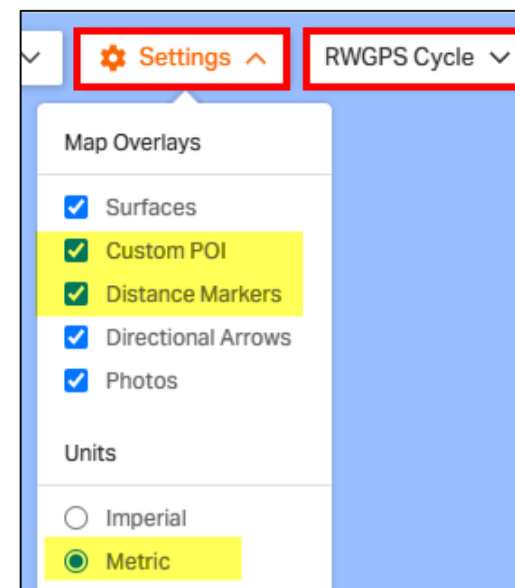 Settings RWGPS Cycle
Map Overlays
Surfaces
Custom POI
Distance Markers
Directional Arrows
Photos
Units
Imperial
Metric